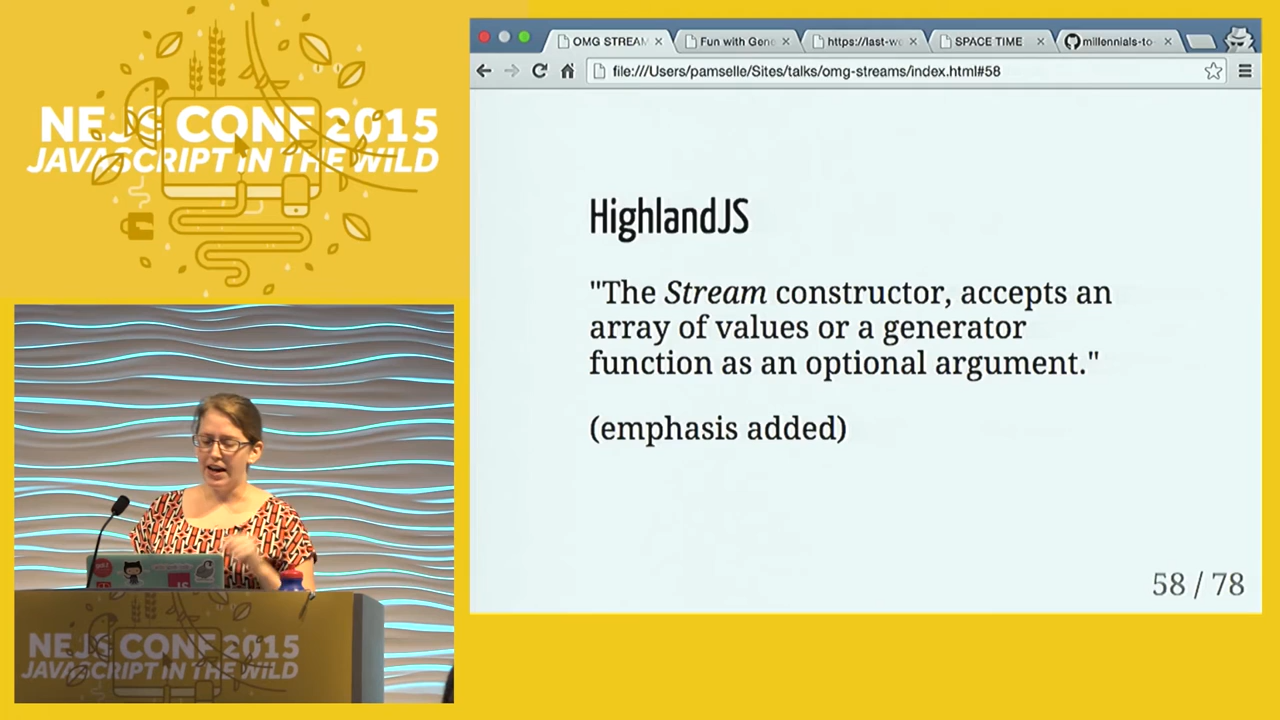 NEJS CONF 2015
JAVASCRIPT IN THE WILD
OMG STREAM
Fun with Gene
https://last-we
SPACE TIME
millennials-to-
file:///Users/pamselle/Sites/talks/omg-streams/index.html#58
HighlandJS
"The Stream constructor, accepts an
array of values or a generator
function as an optional argument."
(emphasis added)
58 / 78
JS
NEJS CONF 2015
JAVASCRIPT IN THE WILD